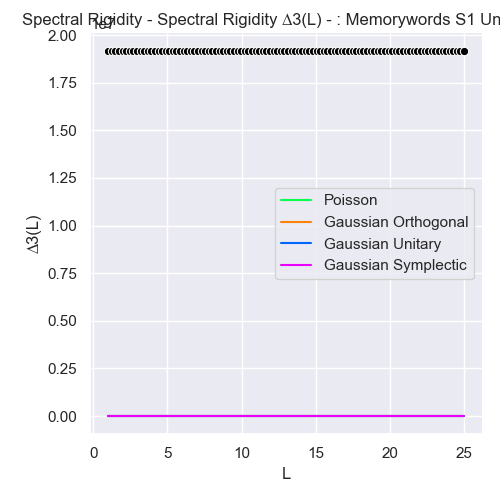 Spectral Rigidity - Spectral Rigidity ∆3(L) - : Memorywords S1 Un
1e7
2.00
1.75
1.50
1.25
1.00
0.75
0.50
0.25
0.00
∆3(L)
Poisson
Gaussian Orthogonal
Gaussian Unitary
Gaussian Symplectic
0 5 10 15 20 25
L